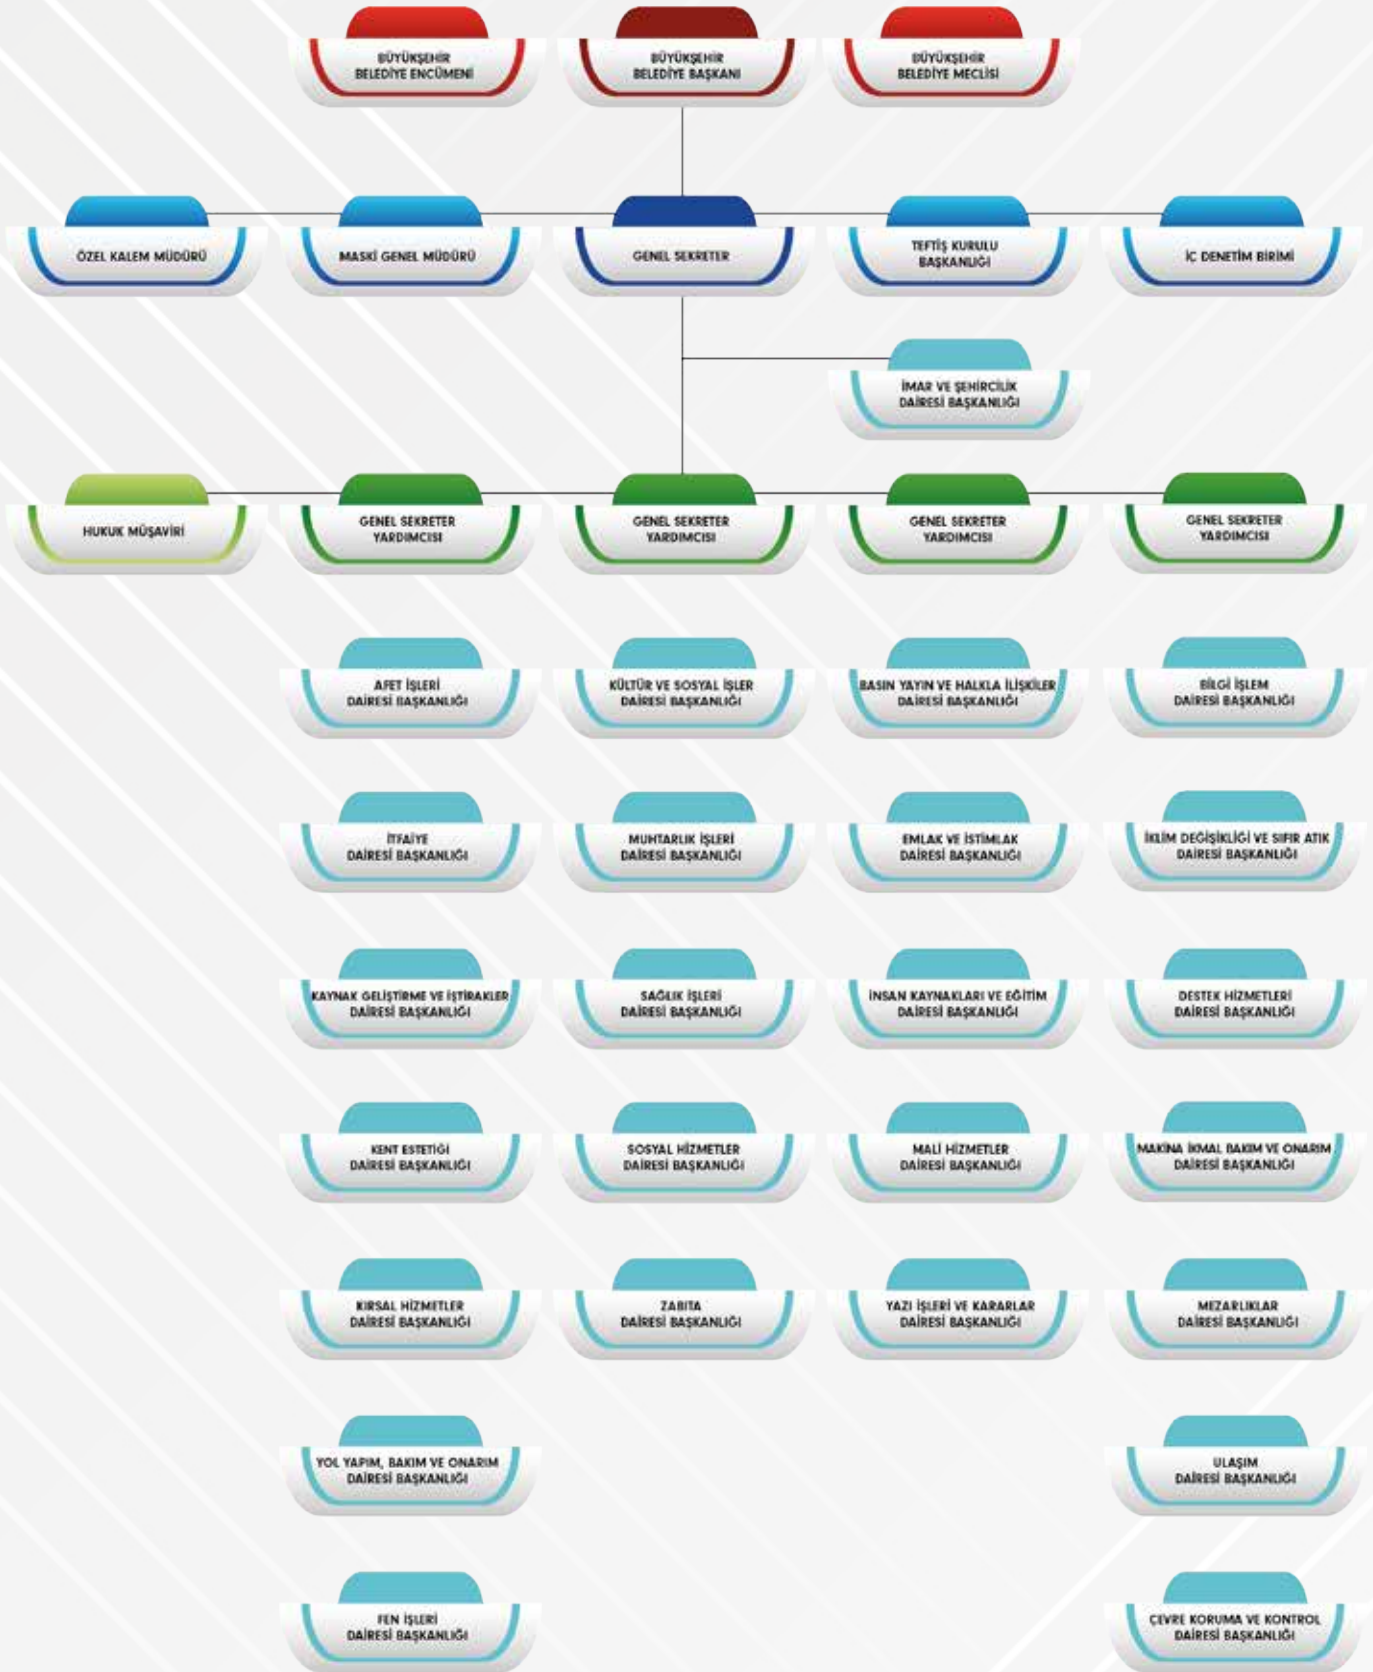 BÜYÜKŞEHİR
BELEDİYE ENCÜMENİ
BÜYÜKŞEHİR
BELEDİYE BAŞKANI
BÜYÜKŞEHİR
BELEDİYE MECLİSİ
ÖZEL KALEM MÜDÜRÜ
MASKİ GENEL MÜDÜRÜ
GENEL SEKRETER
TEFTİŞ KURULU
BAŞKANLIĞI
İÇ DENETİM BİRİMİ
İMAR VE ŞEHİRCİLİK
DAİRESİ BAŞKANLIĞI
HUKUK MÜŞAVİRİ
GENEL SEKRETER
YARDIMCISI
GENEL SEKRETER
YARDIMCISI
GENEL SEKRETER
YARDIMCISI
GENEL SEKRETER
YARDIMCISI
AFET İŞLERİ
DAİRESİ BAŞKANLIĞI
KÜLTÜR VE SOSYAL İŞLER
DAİRESİ BAŞKANLIĞI
BASIN YAYIN VE HALKLA İLİŞKİLER
DAİRESİ BAŞKANLIĞI
BİLGİ İŞLEM
DAİRESİ BAŞKANLIĞI
İTFAİYE
DAİRESİ BAŞKANLIĞI
MUHTARLIK İŞLERİ
DAİRESİ BAŞKANLIĞI
EMLAK VE İSTİMLAK
DAİRESİ BAŞKANLIĞI
İKLİM DEĞİŞİKLİĞİ VE SIFIR ATIK
DAİRESİ BAŞKANLIĞI
KAYNAK GELİŞTİRME VE İŞTİRAKLER
DAİRESİ BAŞKANLIĞI
SAĞLIK İŞLERİ
DAİRESİ BAŞKANLIĞI
İNSAN KAYNAKLARI VE EĞİTİM
DAİRESİ BAŞKANLIĞI
DESTEK HİZMETLERİ
DAİRESİ BAŞKANLIĞI
KENT ESTETİĞİ
DAİRESİ BAŞKANLIĞI
SOSYAL HİZMETLER
DAİRESİ BAŞKANLIĞI
MALİ HİZMETLER
DAİRESİ BAŞKANLIĞI
MAKİNA İKMAL BAKIM VE ONARIM
DAİRESİ BAŞKANLIĞI
KIRSAL HİZMETLER
DAİRESİ BAŞKANLIĞI
ZABITA
DAİRESİ BAŞKANLIĞI
YAZI İŞLERİ VE KARARLAR
DAİRESİ BAŞKANLIĞI
MEZARLIKLAR
DAİRESİ BAŞKANLIĞI
YOL YAPIM, BAKIM VE ONARIM
DAİRESİ BAŞKANLIĞI
ULAŞIM
DAİRESİ BAŞKANLIĞI
FEN İŞLERİ
DAİRESİ BAŞKANLIĞI
ÇEVRE KORUMA VE KONTROL
DAİRESİ BAŞKANLIĞI